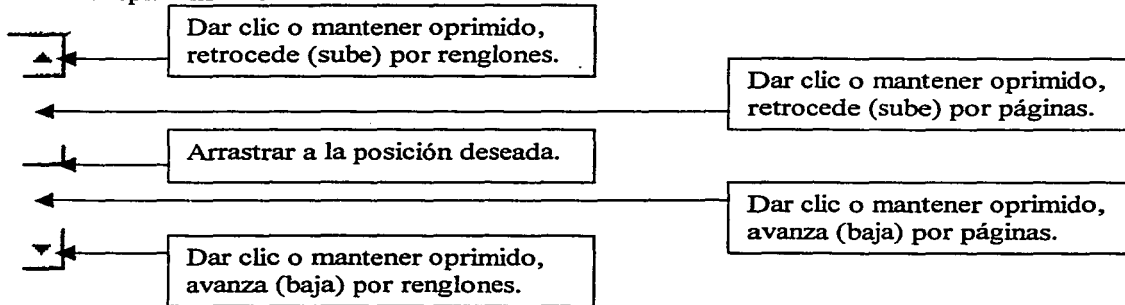 Dar clic o mantener oprimido,
retrocede (sube) por renglones.
Dar clic o mantener oprimido,
retrocede (sube) por páginas.
Arrastrar a la posición deseada.
Dar clic o mantener oprimido,
avanza (baja) por páginas.
Dar clic o mantener oprimido,
avanza (baja) por renglones.